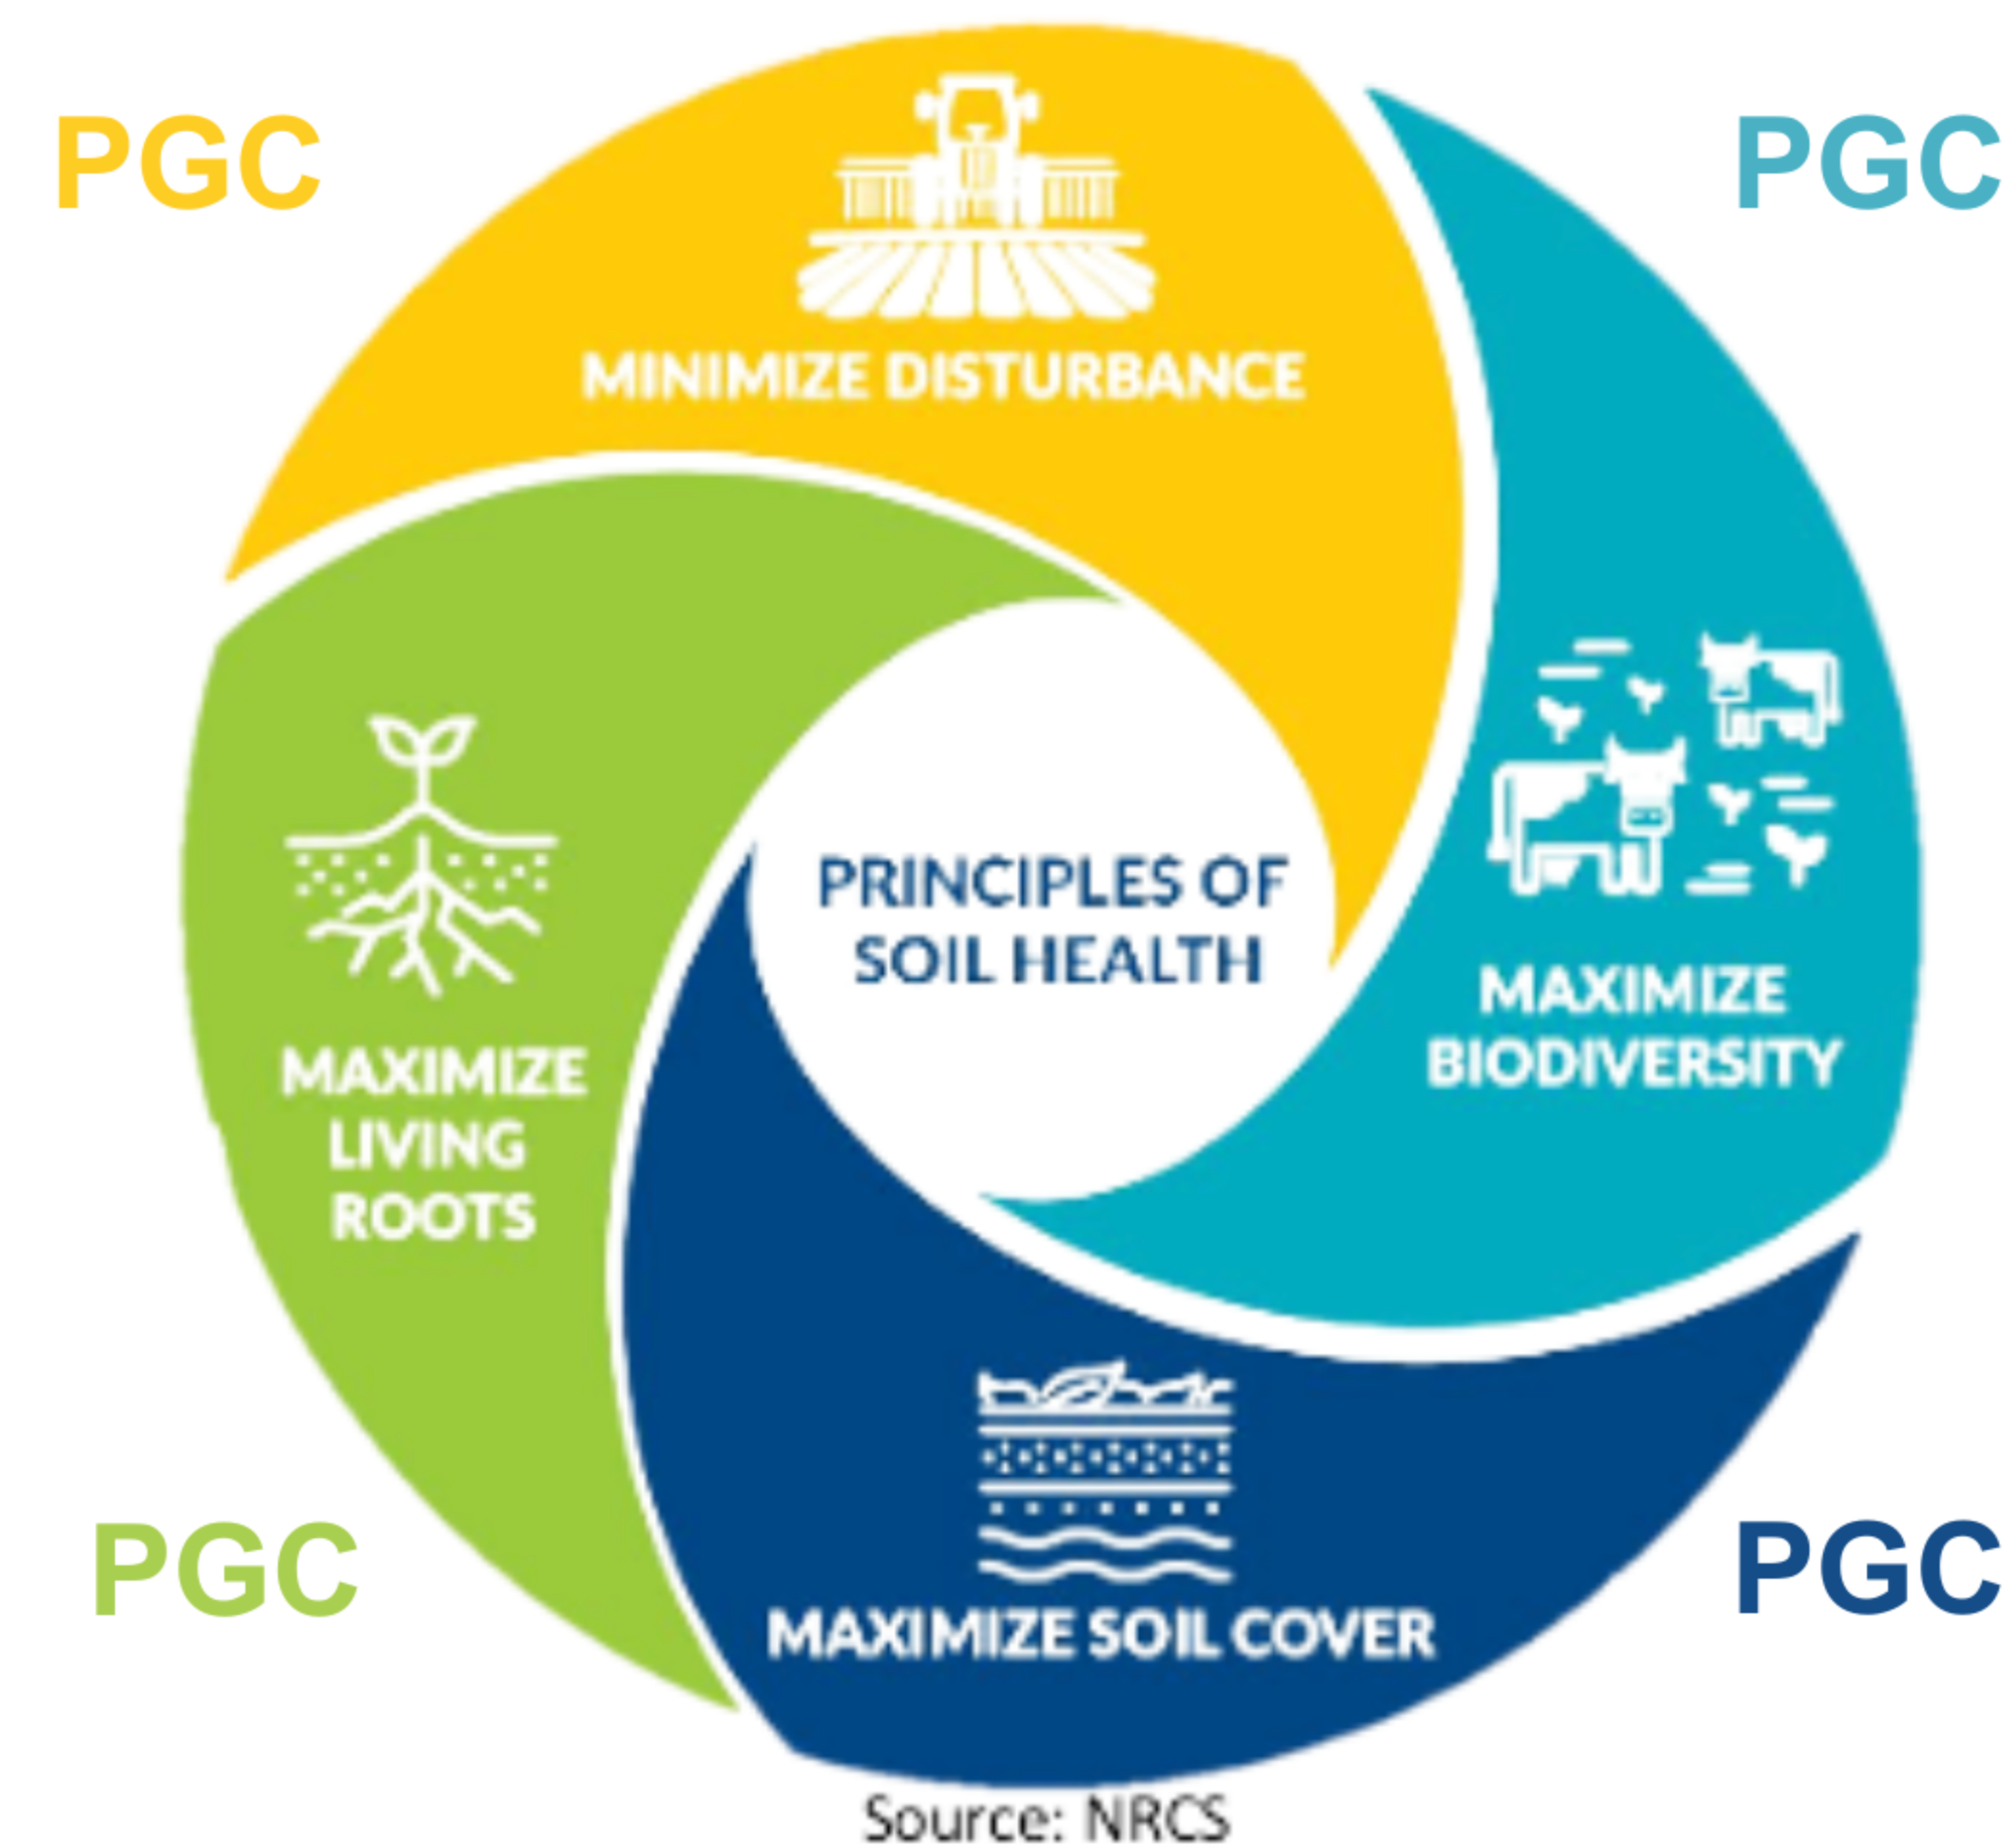 PGC
PGC
MINIMIZE DISTURBANCE
PRINCIPLES OF
SOIL HEALTH
MAXIMIZE
BIODIVERSITY
MAXIMIZE
LIVING
ROOTS
PGC
PGC
MAXIMIZE SOIL COVER
Source: NRCS